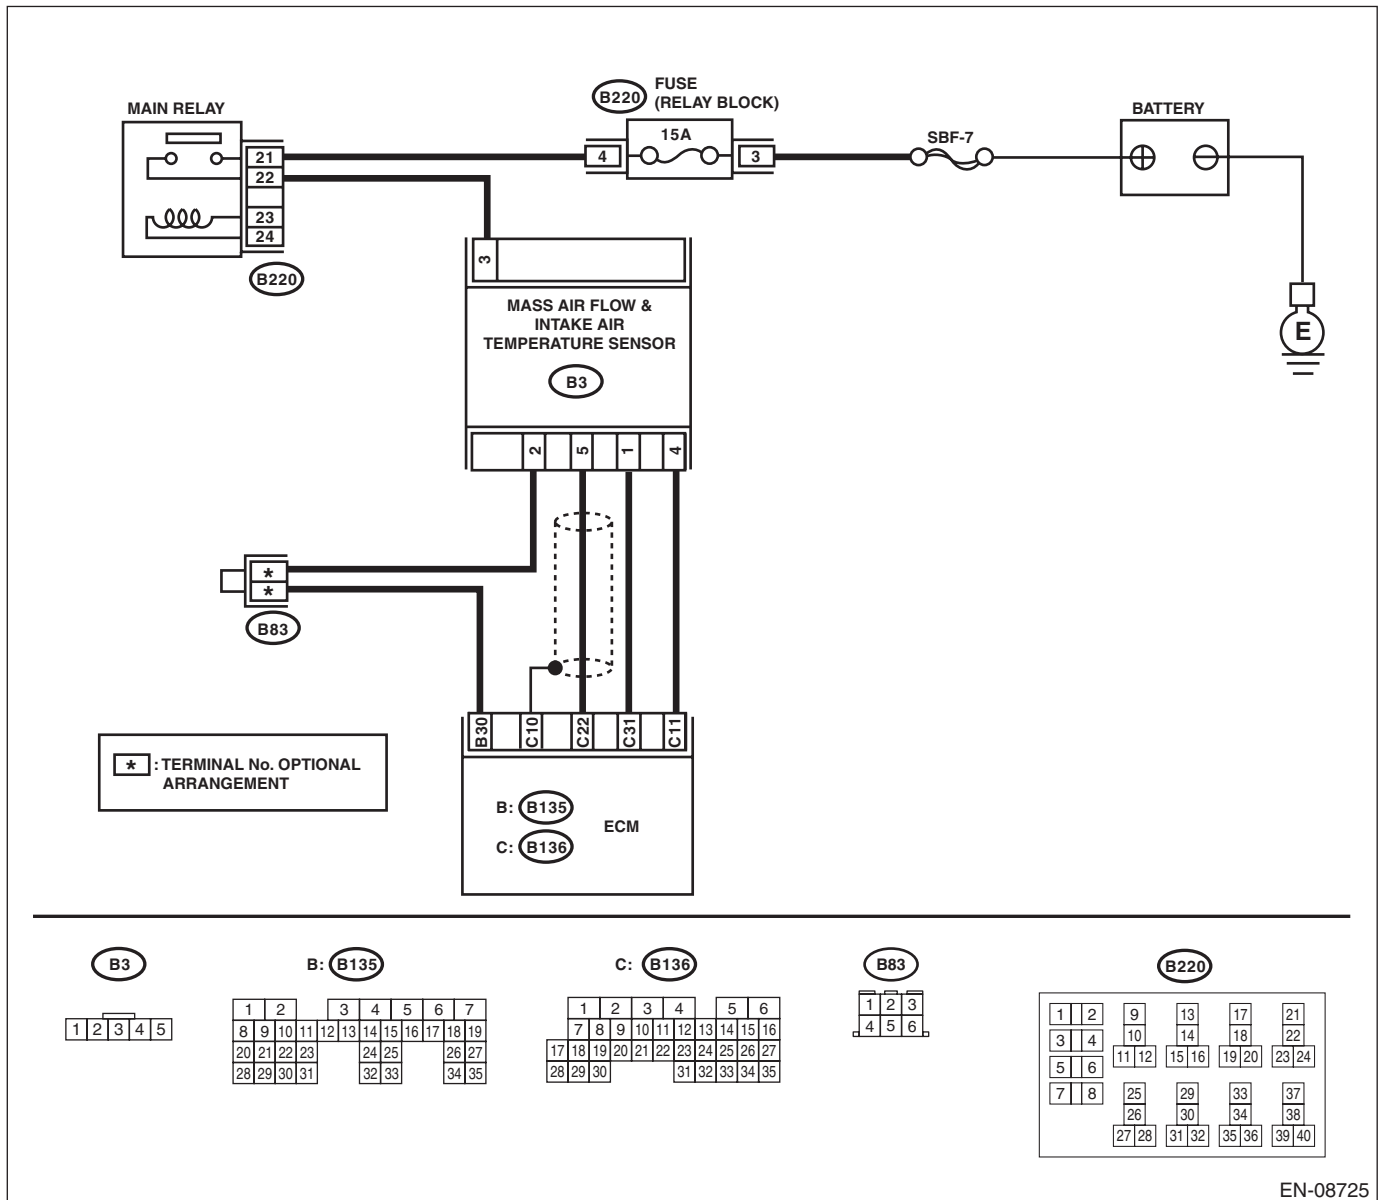 B220
FUSE
(RELAY BLOCK)
MAIN RELAY
BATTERY
15A
SBF-7
21
4
3
22
23
24
B220
3
MASS AIR FLOW &
INTAKE AIR
TEMPERATURE SENSOR
B3
E
2 5 1 4
*
*
B83
B30 C10 C22 C31 C11
* : TERMINAL No. OPTIONAL
ARRANGEMENT
B: B135
ECM
C: B136
B3
1 2 3 4 5
B: B135
1 2 3 4 5 6 7
8 9 10 11 12 13 14 15 16 17 18 19
20 21 22 23 24 25 26 27
28 29 30 31 32 33 34 35
C: B136
1 2 3 4 5 6
7 8 9 10 11 12 13 14 15 16
17 18 19 20 21 22 23 24 25 26 27
28 29 30 31 32 33 34 35
B83
1 2 3
4 5 6
B220
1 2 9 13 17 21
3 4 10 14 18 22
11 12 15 16 19 20 23 24
5 6
7 8 25 29 33 37
26 30 34 38
27 28 31 32 35 36 39 40
EN-08725